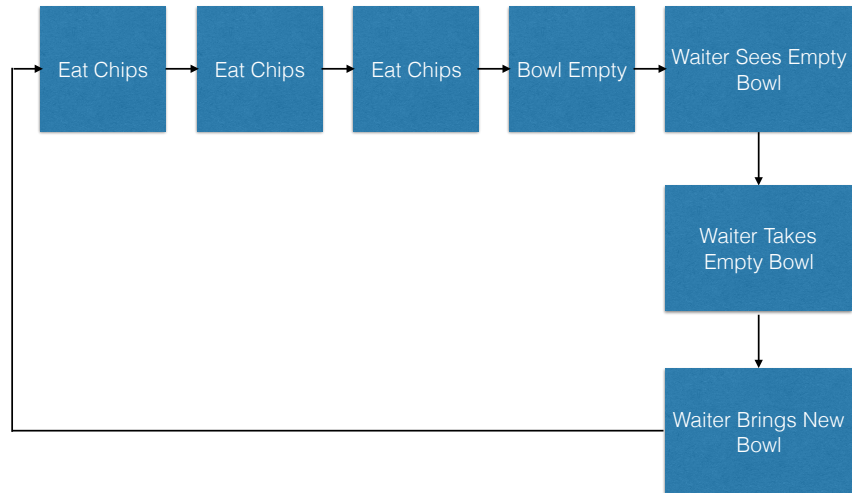 Eat Chips
Eat Chips
Eat Chips
Bowl Empty
Waiter Sees Empty
Bowl
Waiter Takes
Empty Bowl
Waiter Brings New
Bowl